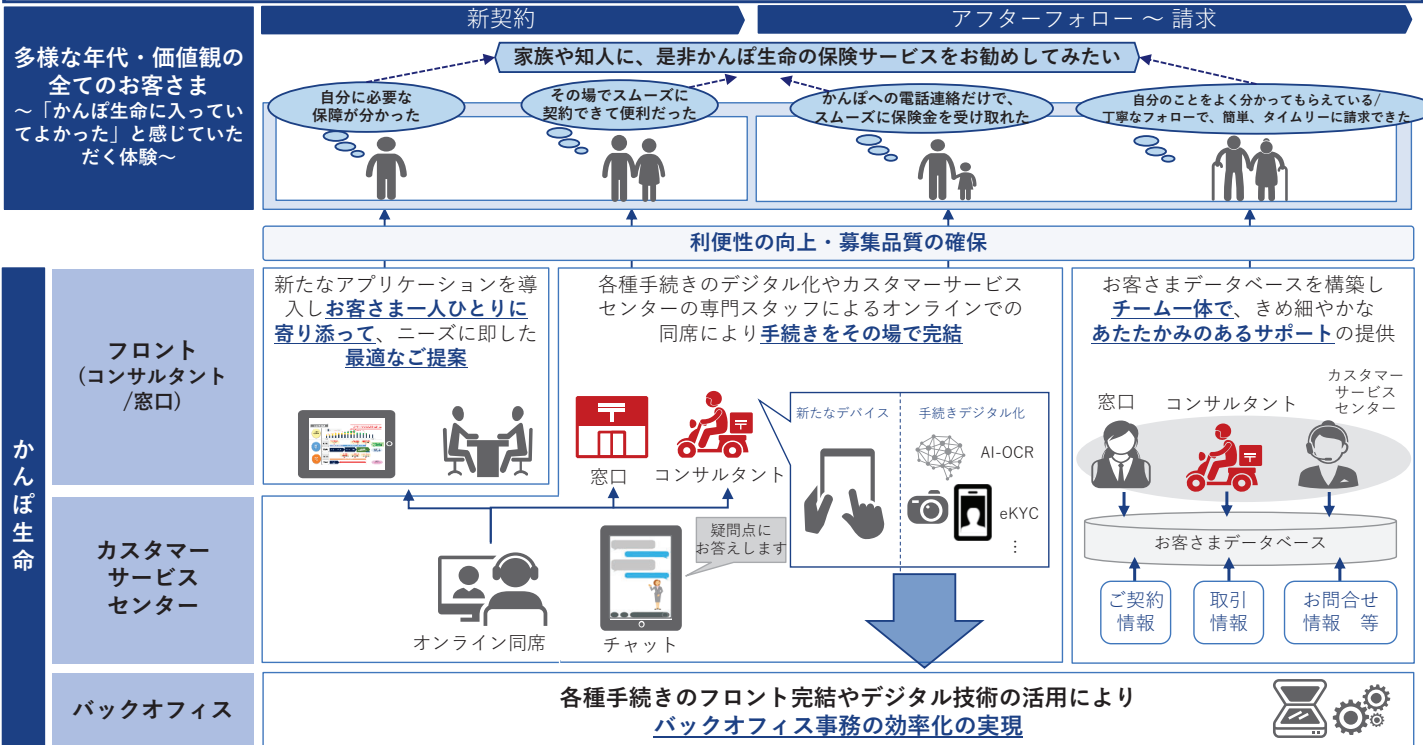 新契約
アフターフォロー ～ 請求
多様な年代・価値観の
全てのお客さま
～「かんぽ生命に入ってい
てよかった」と感じていた
だく体験～
家族や知人に、是非かんぽ生命の保険サービスをお勧めしてみたい
自分に必要な
保障が分かった
その場でスムーズに
契約できて便利だった
かんぽへの電話連絡だけで、
スムーズに保険金を受け取れた
自分のことをよく分かってもらえている/
丁寧なフォローで、簡単、タイムリーに請求できた
利便性の向上・募集品質の確保
かんぽ生命
フロント
(コンサルタント
/窓口)
新たなアプリケーションを導
入しお客さま一人ひとりに
寄り添って、ニーズに即した
最適なご提案
各種手続きのデジタル化やカスタマーサービス
センターの専門スタッフによるオンラインでの
同席により手続きをその場で完結
窓口
コンサルタント
新たなデバイス
手続きデジタル化
AI-OCR
eKYC
⋮
お客さまデータベースを構築し
チーム一体で、きめ細やかな
あたたかみのあるサポートの提供
窓口
コンサルタント
カスタマー
サービス
センター
お客さまデータベース
ご契約
情報
取引
情報
お問合せ
情報 等
カスタマー
サービス
センター
オンライン同席
チャット
疑問点に
お答えします
バックオフィス
各種手続きのフロント完結やデジタル技術の活用により
バックオフィス事務の効率化の実現